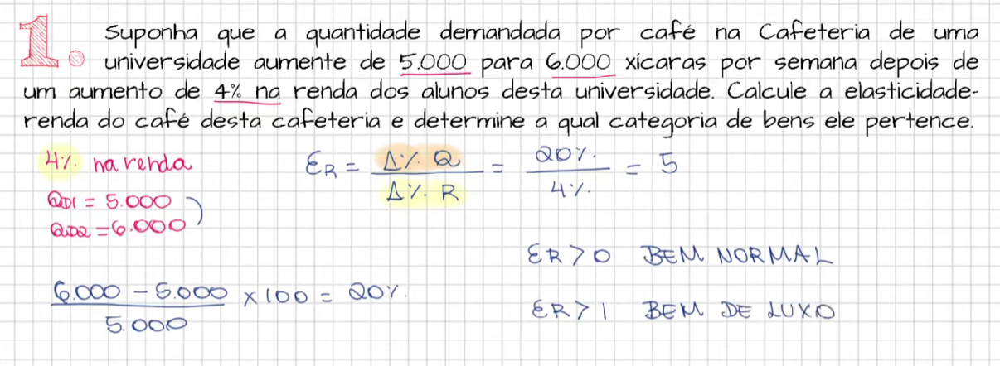 1. Suponha que a quantidade demandada por café na Cafeteria de uma
universidade aumente de 5.000 para 6.000 xícaras por semana depois de
um aumento de 4% na renda dos alunos desta universidade. Calcule a elasticidade-
renda do café desta cafeteria e determine a qual categoria de bens ele pertence.
4% na renda
QD1 = 5.000
QD2 = 6.000
εR = Δ% Q / Δ% R = 20% / 4% = 5
6.000 - 5.000 / 5.000 × 100 = 20%
εR > 0 BEM NORMAL
εR > 1 BEM DE LUXO